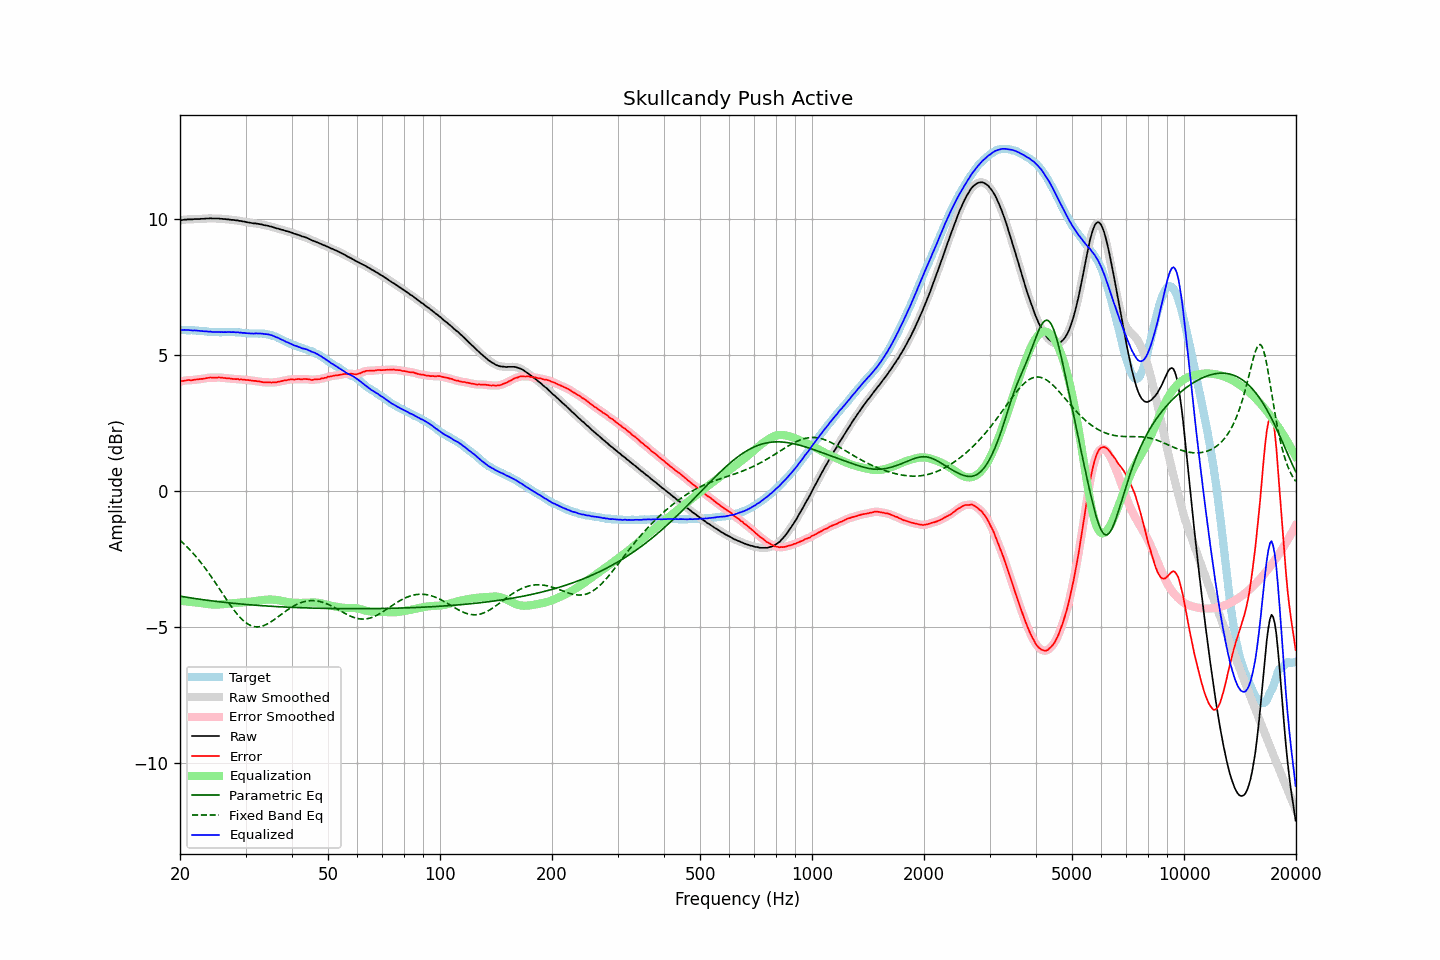 Skullcandy Push Active
Amplitude (dBr)
10
5
0
−5
−10
Target
Raw Smoothed
Error Smoothed
Raw
Error
Equalization
Parametric Eq
Fixed Band Eq
Equalized
20 50 100 200 500 1000 2000 5000 10000 20000
Frequency (Hz)